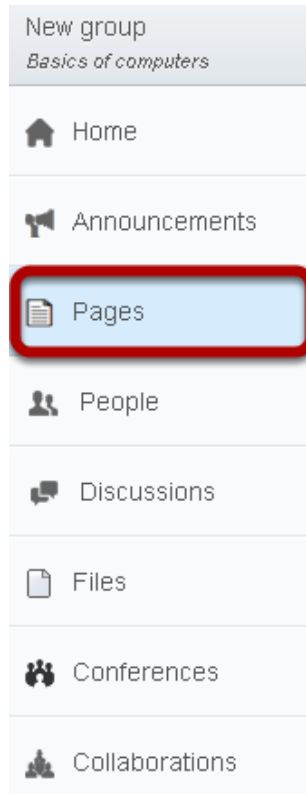 New group
Basics of computers
Home
Announcements
Pages
People
Discussions
Files
Conferences
Collaborations